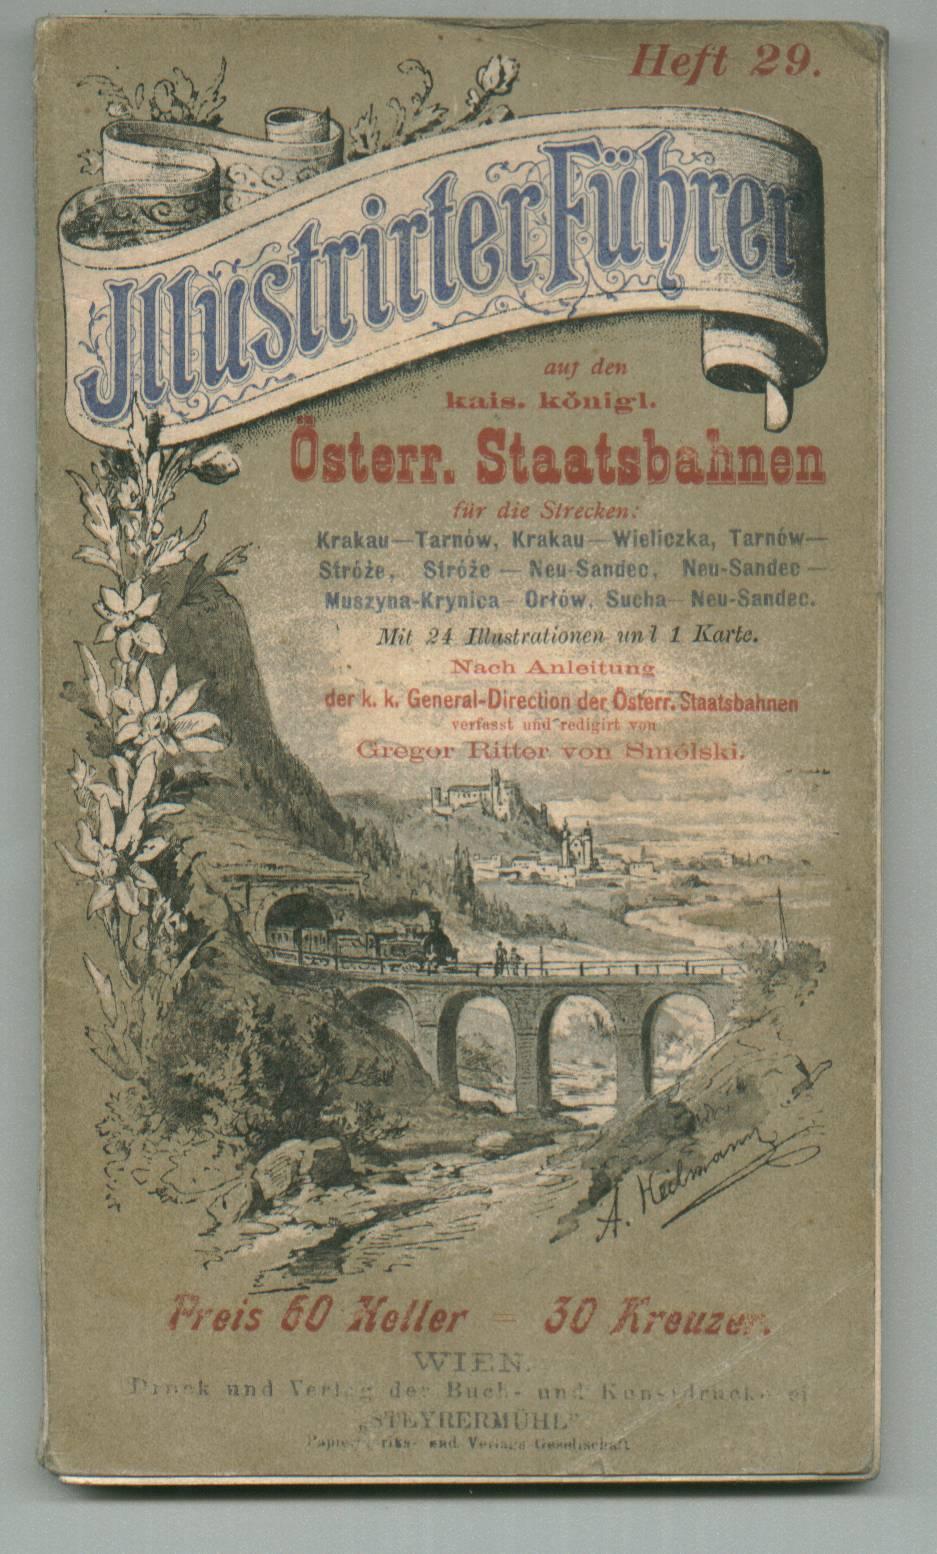 Heft 29.
Illustrirter Führer
auf den
kais. königl.
Österr. Staatsbahnen
für die Strecken:
Krakau—Tarnów, Krakau—Wieliczka, Tarnów—
Stróże, Stróże—Neu-Sandec, Neu-Sandec—
Muszyna-Krynica—Orłów, Sucha—Neu-Sandec.
Mit 24 Illustrationen und 1 Karte.
Nach Anleitung
der k. k. General-Direction der Österr. Staatsbahnen
verfasst und redigirt von
Gregor Ritter von Smólski.
A. Heilmann
Preis 60 Heller – 30 Kreuzer.
WIEN.
Druck und Verlag der Buch- und Kunstdruckerei
„STEYRERMÜHL"
Papierfabriks- und Verlags-Gesellschaft